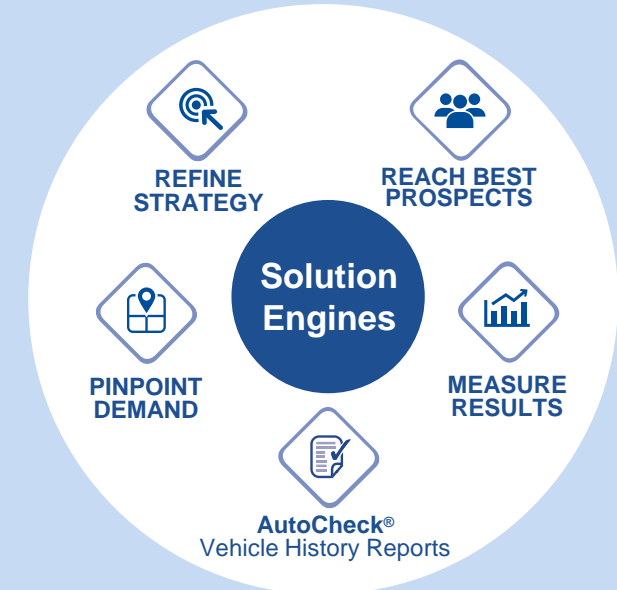 REFINE
STRATEGY
REACH BEST
PROSPECTS
Solution
Engines
PINPOINT
DEMAND
MEASURE
RESULTS
AutoCheck®
Vehicle History Reports